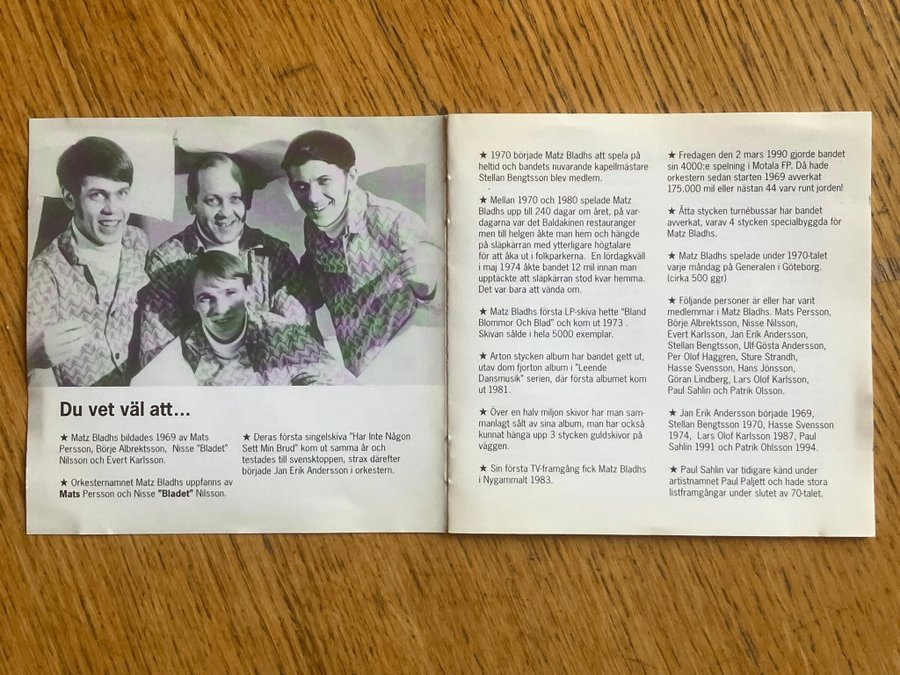 Du vet väl att...
★ Matz Bladhs bildades 1969 av Mats
Persson, Börje Albrektsson, Nisse "Bladet"
Nilsson och Evert Karlsson.
★ Orkesternamnet Matz Bladhs uppfanns av
Mats Persson och Nisse "Bladet" Nilsson.
★ Deras första singelskiva "Har Inte Någon
Sett Min Brud" kom ut samma år och
testades till svensktoppen, strax därefter
började Jan Erik Andersson i orkestern.
★ 1970 började Matz Bladhs att spela på
heltid och bandets nuvarande kapellmästare
Stellan Bengtsson blev medlem.
★ Mellan 1970 och 1980 spelade Matz
Bladhs upp till 240 dagar om året, på var-
dagarna var det Baldakinen restauranger
men till helgen åkte man hem och hängde
på släpkärran med ytterligare högtalare
för att åka ut i folkparkerna. En lördagkväll
i maj 1974 åkte bandet 12 mil innan man
upptäckte att släpkärran stod kvar hemma.
Det var bara att vända om.
★ Matz Bladhs första LP-skiva hette "Bland
Blommor Och Blad" och kom ut 1973 .
Skivan sålde i hela 5000 exemplar.
★ Arton stycken album har bandet gett ut,
utav dom fjorton album i "Leende
Dansmusik" serien, där första albumet kom
ut 1981.
★ Över en halv miljon skivor har man sam-
manlagt sålt av sina album, man har också
kunnat hänga upp 3 stycken guldskivor på
väggen.
★ Sin första TV-framgång fick Matz Bladhs
i Nygammalt 1983.
★ Fredagen den 2 mars 1990 gjorde bandet
sin 4000:e spelning i Motala FP. Då hade
orkestern sedan starten 1969 avverkat
175.000 mil eller nästan 44 varv runt jorden!
★ Åtta stycken turnébussar har bandet
avverkat, varav 4 stycken specialbyggda för
Matz Bladhs.
★ Matz Bladhs spelade under 1970-talet
varje måndag på Generalen i Göteborg.
(cirka 500 ggr)
★ Följande personer är eller har varit
medlemmar i Matz Bladhs. Mats Persson,
Börje Albrektsson, Nisse Nilsson,
Evert Karlsson, Jan Erik Andersson,
Stellan Bengtsson, Ulf-Gösta Andersson,
Per Olof Haggren, Sture Strandh,
Hasse Svensson, Hans Jönsson,
Göran Lindberg, Lars Olof Karlsson,
Paul Sahlin och Patrik Olsson.
★ Jan Erik Andersson började 1969,
Stellan Bengtsson 1970, Hasse Svensson
1974, Lars Olof Karlsson 1987, Paul
Sahlin 1991 och Patrik Ohlsson 1994.
★ Paul Sahlin var tidigare känd under
artistnamnet Paul Paljett och hade stora
listframgångar under slutet av 70-talet.